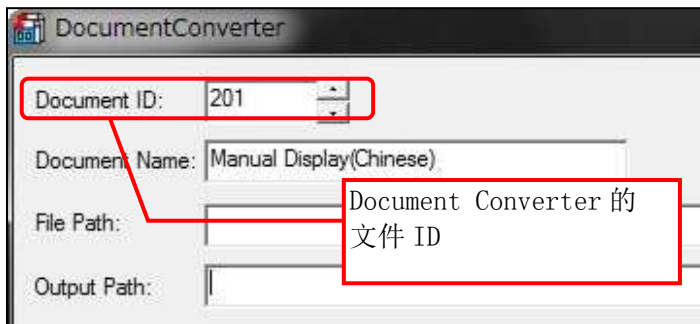 DocumentConverter
Document ID: 201
Document Name: Manual Display(Chinese)
File Path:
Document Converter 的
文件 ID
Output Path: